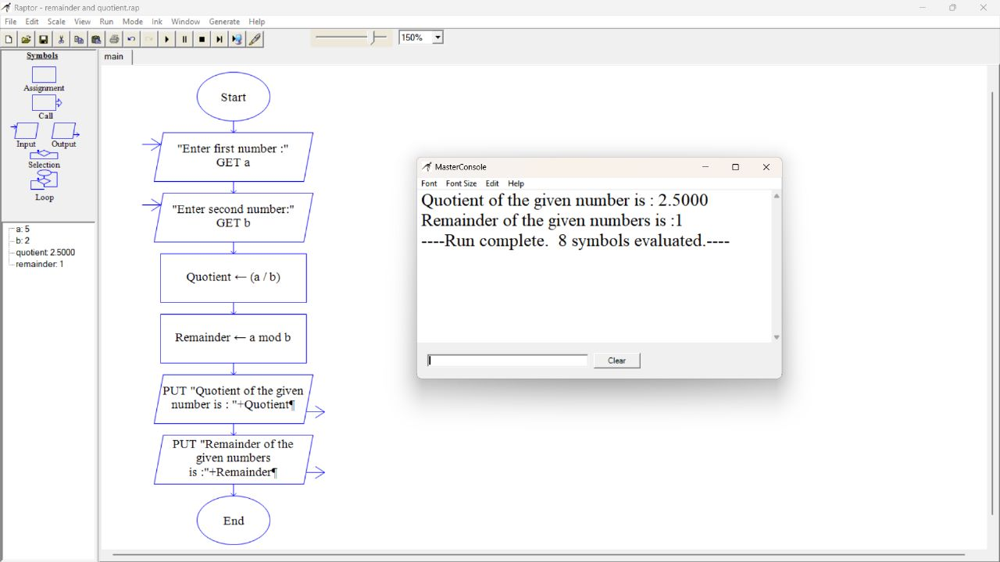 Raptor - remainder and quotient.rap
File Edit Scale View Run Mode Ink Window Generate Help
150%
Symbols
main
Assignment
Call
Input Output
Selection
Loop
a: 5
b: 2
quotient: 2.5000
remainder: 1
Start
"Enter first number :"
GET a
"Enter second number:"
GET b
Quotient ← (a / b)
Remainder ← a mod b
PUT "Quotient of the given
number is : "+Quotient¶
PUT "Remainder of the
given numbers
is :"+Remainder¶
End
MasterConsole
Font Font Size Edit Help
Quotient of the given number is : 2.5000
Remainder of the given numbers is :1
----Run complete.  8 symbols evaluated.----
Clear